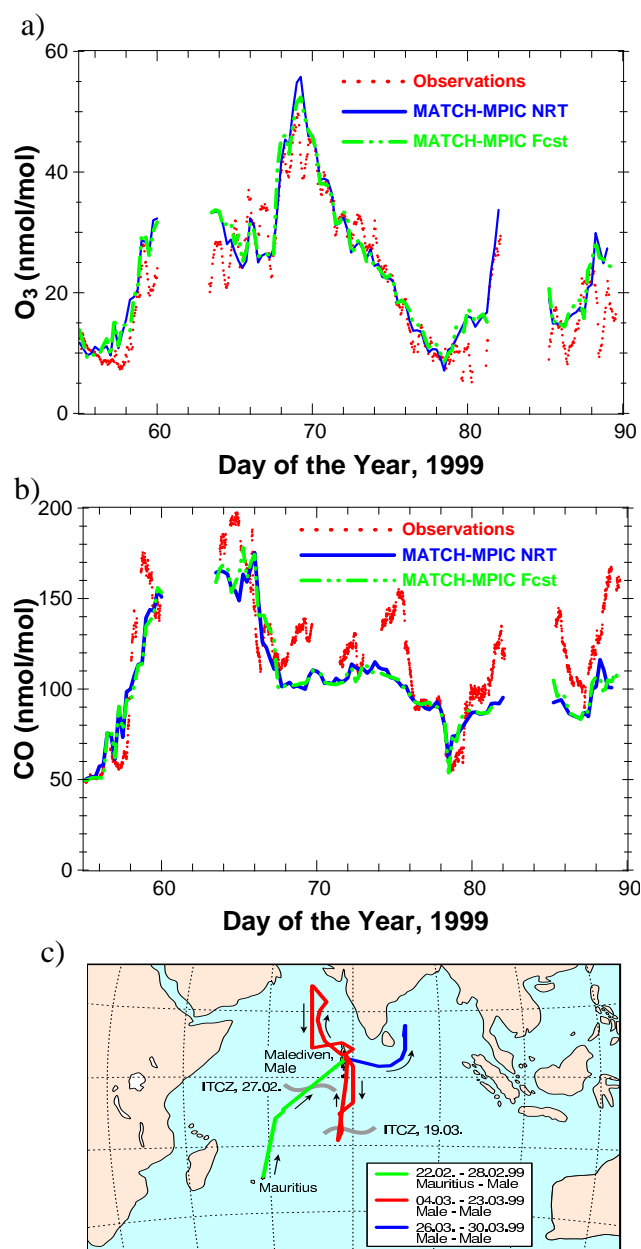 a)
60
40
20
0
O3 (nmol/mol)
Observations
MATCH-MPIC NRT
MATCH-MPIC Fcst
60 70 80 90
Day of the Year, 1999
b)
200
150
100
50
0
CO (nmol/mol)
Observations
MATCH-MPIC NRT
MATCH-MPIC Fcst
60 70 80 90
Day of the Year, 1999
c)
Malediven,
Male
ITCZ, 27.02.
ITCZ, 19.03.
Mauritius
22.02. - 28.02.99
Mauritius - Male
04.03. - 23.03.99
Male - Male
26.03. - 30.03.99
Male - Male